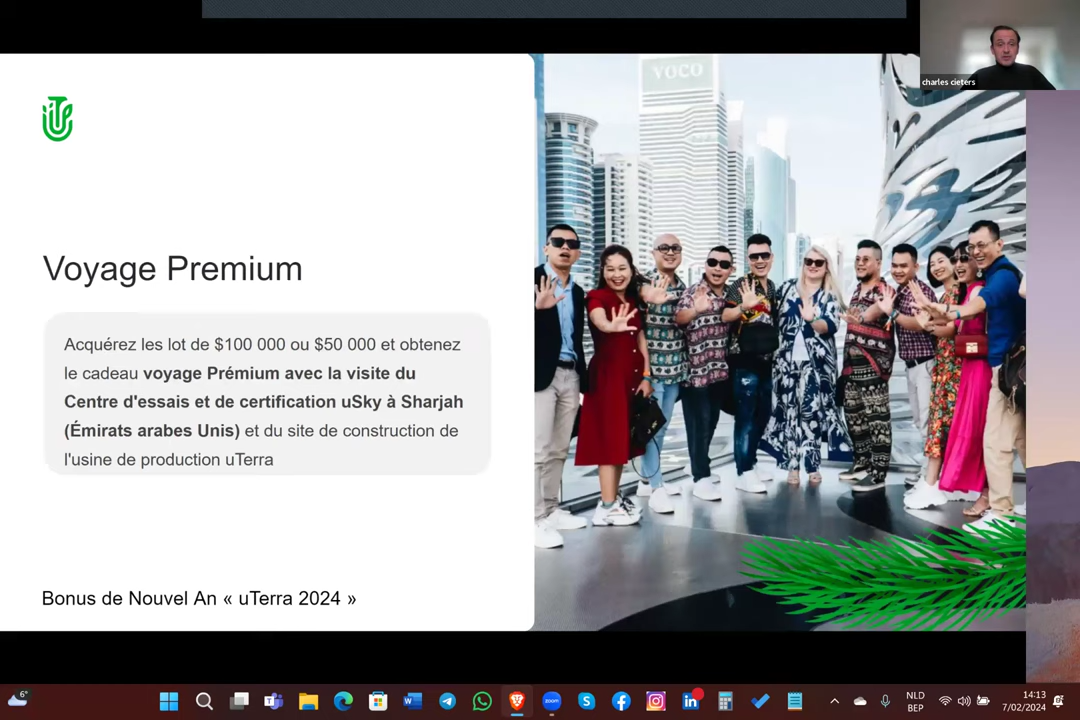 VOCO
charles cieters
Voyage Premium
Acquérez les lot de $100 000 ou $50 000 et obtenez
le cadeau voyage Prémium avec la visite du
Centre d'essais et de certification uSky à Sharjah
(Émirats arabes Unis) et du site de construction de
l'usine de production uTerra
Bonus de Nouvel An « uTerra 2024 »
6°
zoom
NLD
BEP
14:13
7/02/2024